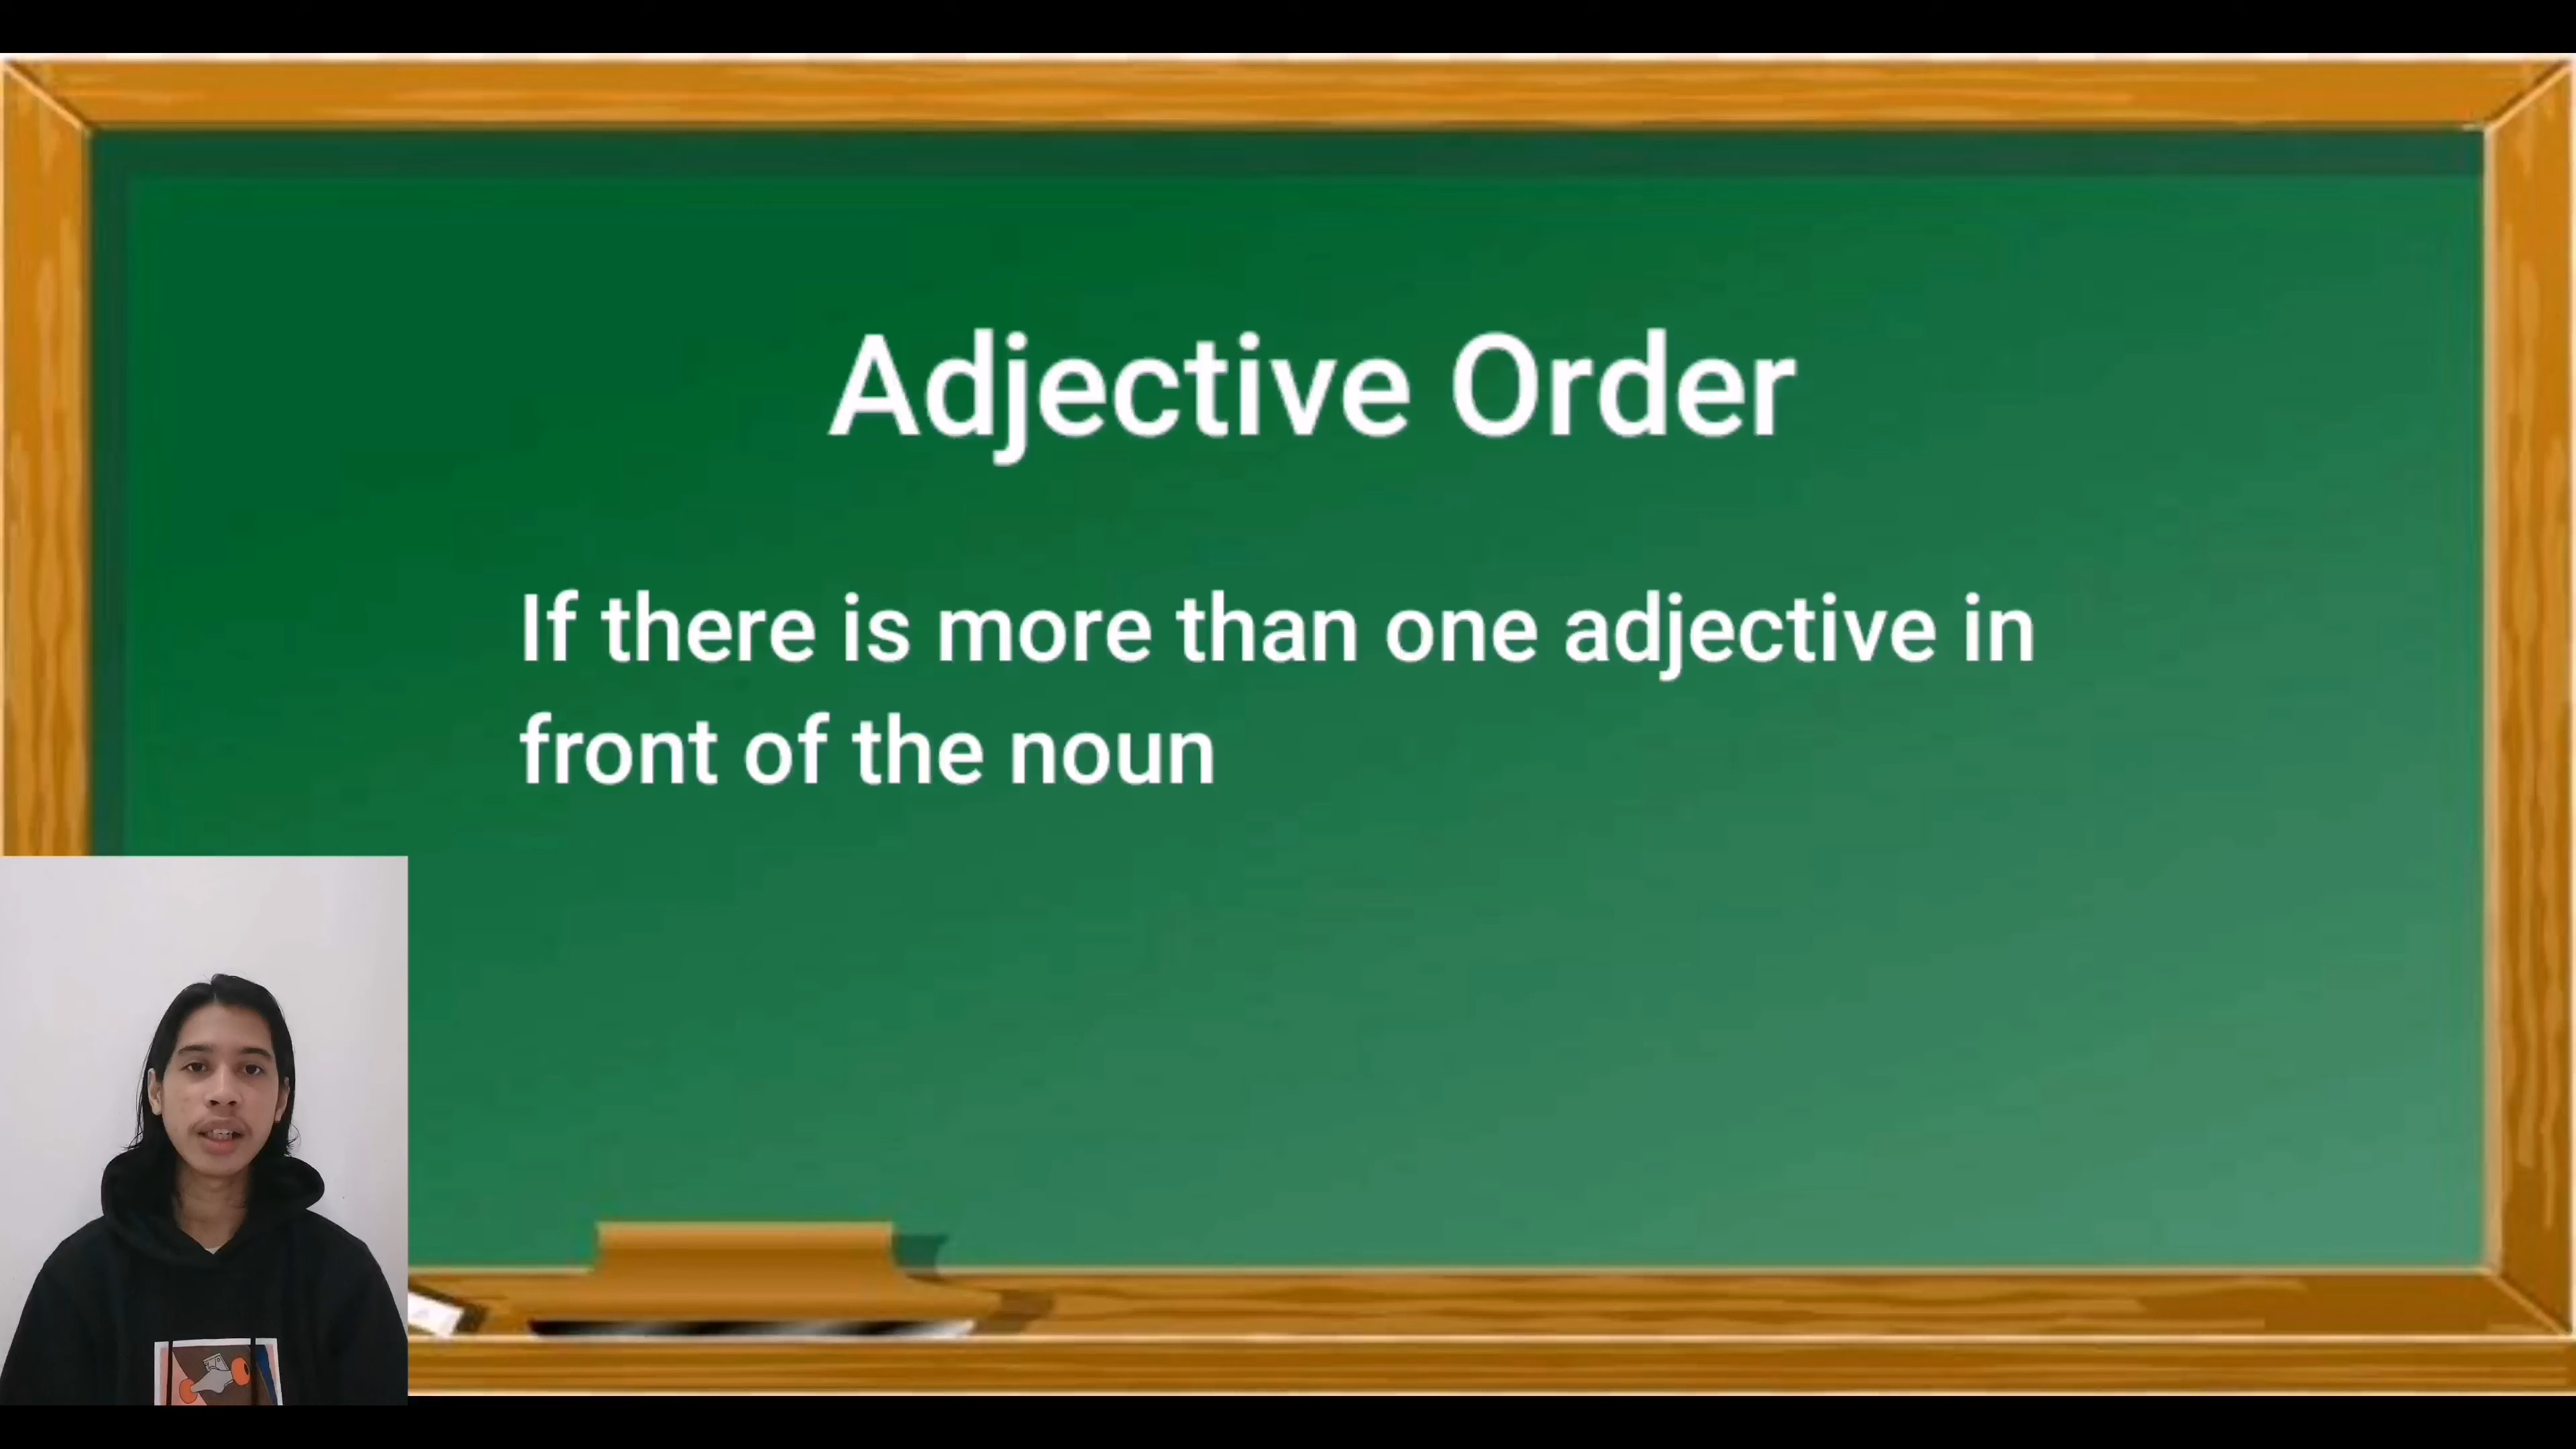 Adjective Order
If there is more than one adjective in
front of the noun